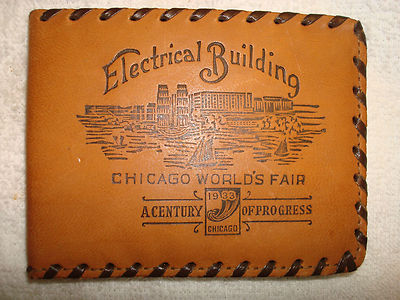 Electrical Building
CHICAGO WORLD'S FAIR
1933
A CENTURY OF PROGRESS
CHICAGO